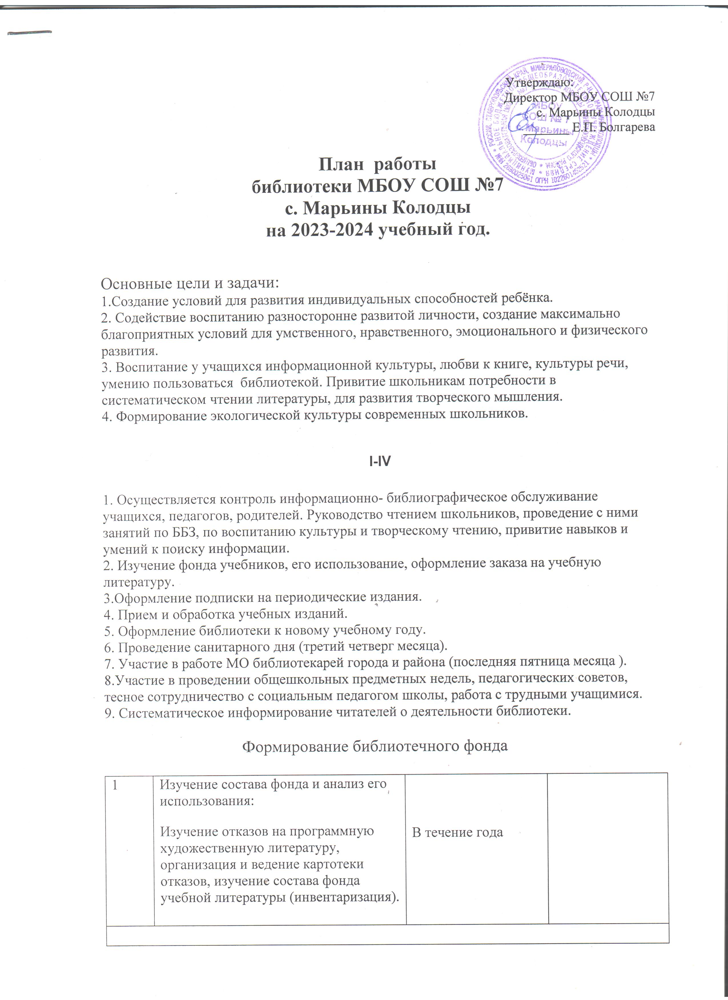 Утверждаю:
Директор МБОУ СОШ №7
с. Марьины Колодцы
Е.П. Болгарева
МБОУ
СОШ № 7
с. Марьины
Колодцы
План работы
библиотеки МБОУ СОШ №7
с. Марьины Колодцы
на 2023-2024 учебный год.
Основные цели и задачи:
1.Создание условий для развития индивидуальных способностей ребёнка.
2. Содействие воспитанию разносторонне развитой личности, создание максимально
благоприятных условий для умственного, нравственного, эмоционального и физического
развития.
3. Воспитание у учащихся информационной культуры, любви к книге, культуры речи,
умению пользоваться библиотекой. Привитие школьникам потребности в
систематическом чтении литературы, для развития творческого мышления.
4. Формирование экологической культуры современных школьников.
I-IV
1. Осуществляется контроль информационно- библиографическое обслуживание
учащихся, педагогов, родителей. Руководство чтением школьников, проведение с ними
занятий по ББЗ, по воспитанию культуры и творческому чтению, привитие навыков и
умений к поиску информации.
2. Изучение фонда учебников, его использование, оформление заказа на учебную
литературу.
3.Оформление подписки на периодические издания.
4. Прием и обработка учебных изданий.
5. Оформление библиотеки к новому учебному году.
6. Проведение санитарного дня (третий четверг месяца).
7. Участие в работе МО библиотекарей города и района (последняя пятница месяца ).
8.Участие в проведении общешкольных предметных недель, педагогических советов,
тесное сотрудничество с социальным педагогом школы, работа с трудными учащимися.
9. Систематическое информирование читателей о деятельности библиотеки.
Формирование библиотечного фонда
1
Изучение состава фонда и анализ его
использования:
Изучение отказов на программную
художественную литературу,
организация и ведение картотеки
отказов, изучение состава фонда
учебной литературы (инвентаризация).
В течение года